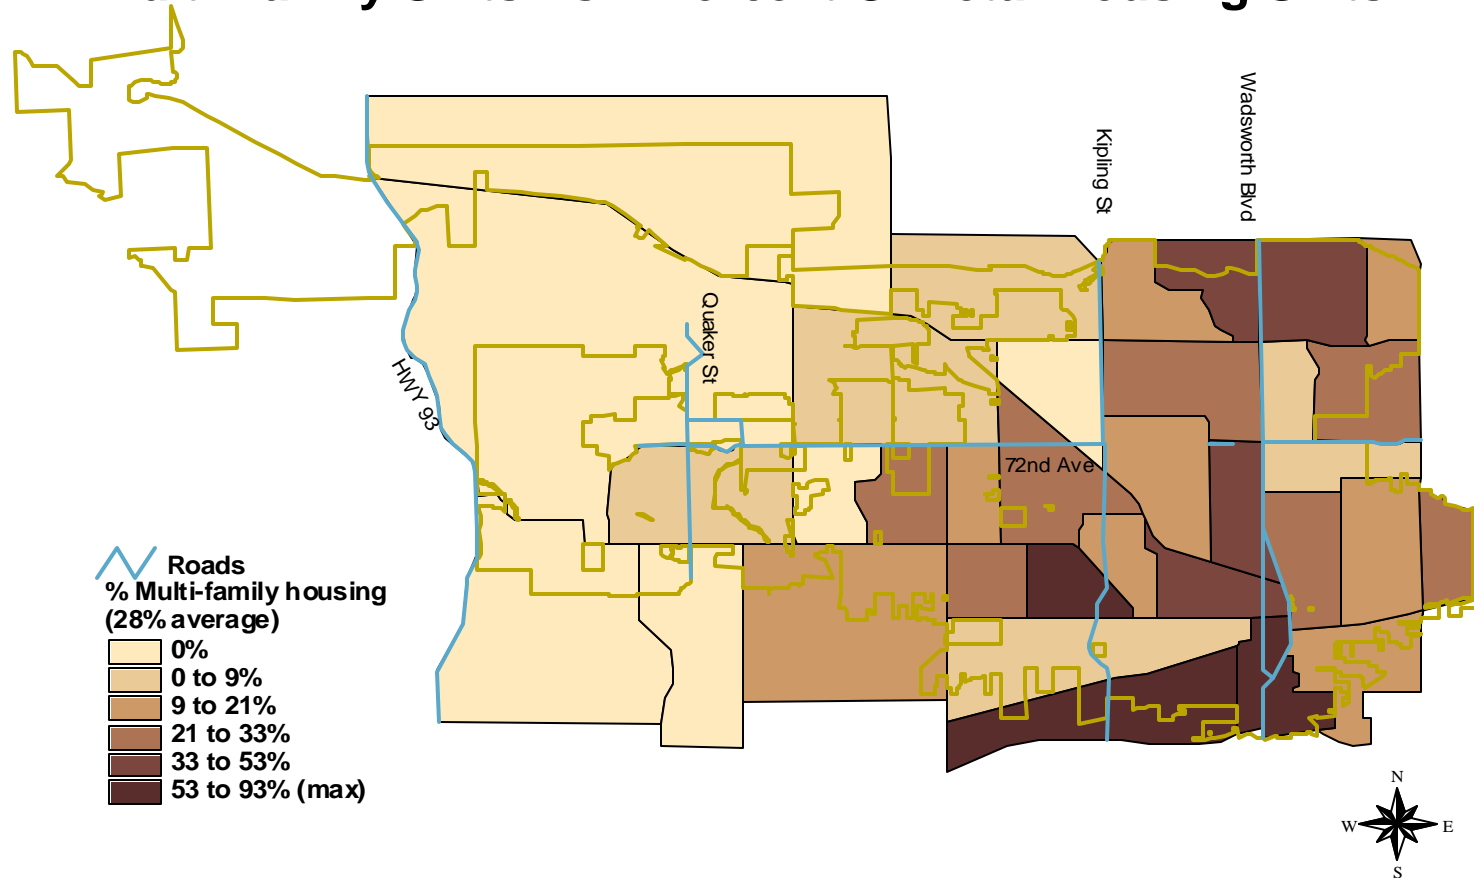 Kipling St
Wadsworth Blvd
Quaker St
HWY 93
72nd Ave
Roads
% Multi-family housing
(28% average)
0%
0 to 9%
9 to 21%
21 to 33%
33 to 53%
53 to 93% (max)
N
W E
S